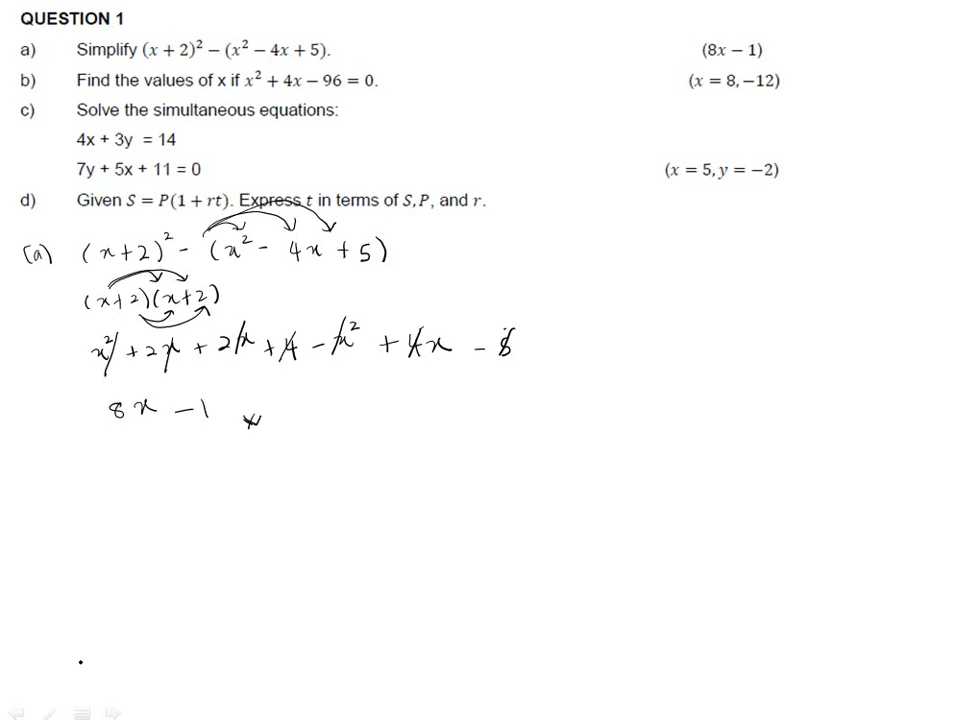 QUESTION 1
a) Simplify (x + 2)² − (x² − 4x + 5). (8x − 1)
b) Find the values of x if x² + 4x − 96 = 0. (x = 8, −12)
c) Solve the simultaneous equations:
4x + 3y = 14
7y + 5x + 11 = 0 (x = 5, y = −2)
d) Given S = P(1 + rt). Express t in terms of S, P, and r.
(a) (x+2)² - (x² - 4x + 5)
(x+2)(x+2)
x² + 2x + 2x + 4 - x² + 4x - 5
8x - 1